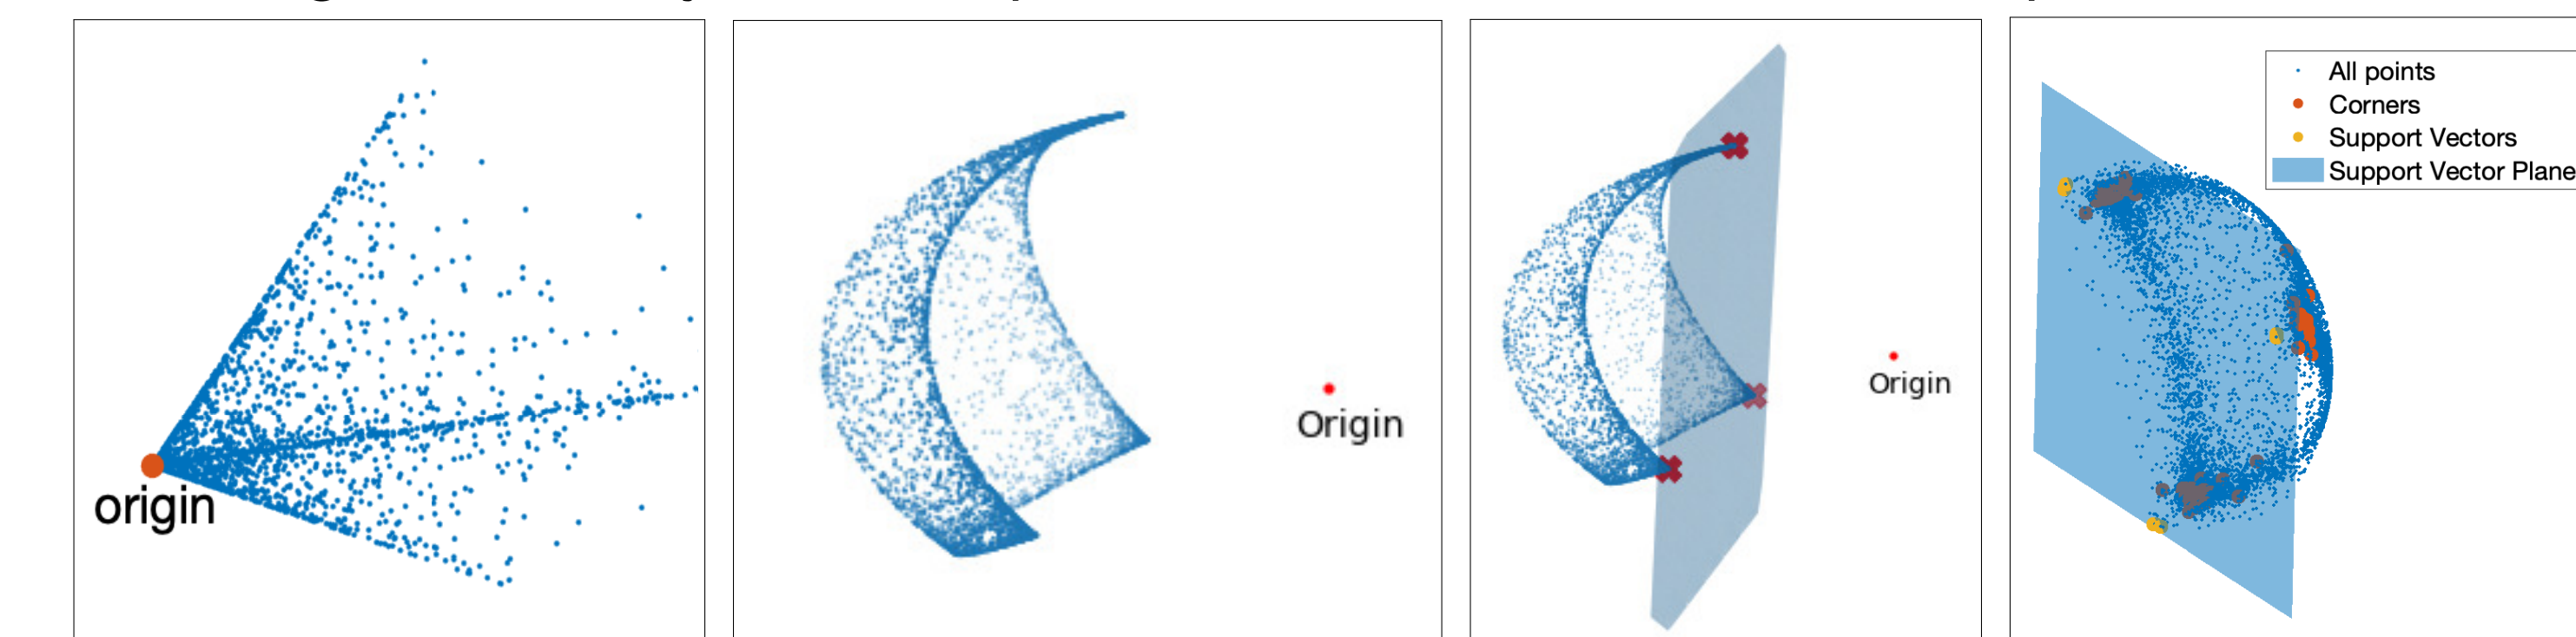 origin
Origin
Origin
All points
Corners
Support Vectors
Support Vector Plane